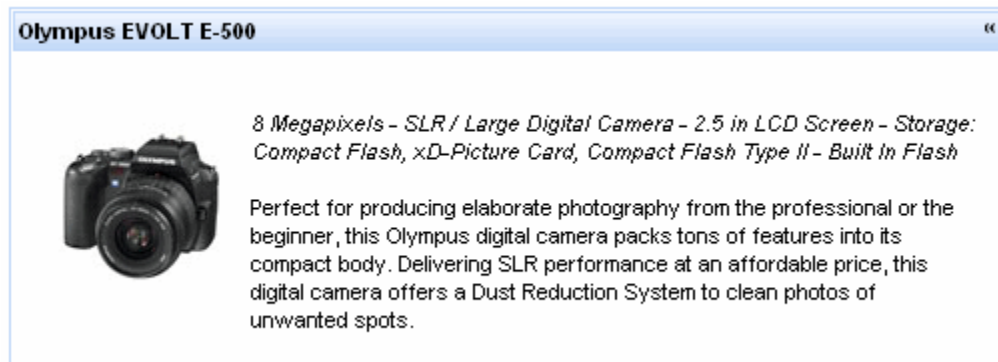 Olympus EVOLT E-500 «
8 Megapixels - SLR / Large Digital Camera - 2.5 in LCD Screen - Storage:
Compact Flash, xD-Picture Card, Compact Flash Type II - Built In Flash
OLYMPUS
Perfect for producing elaborate photography from the professional or the
beginner, this Olympus digital camera packs tons of features into its
compact body. Delivering SLR performance at an affordable price, this
digital camera offers a Dust Reduction System to clean photos of
unwanted spots.